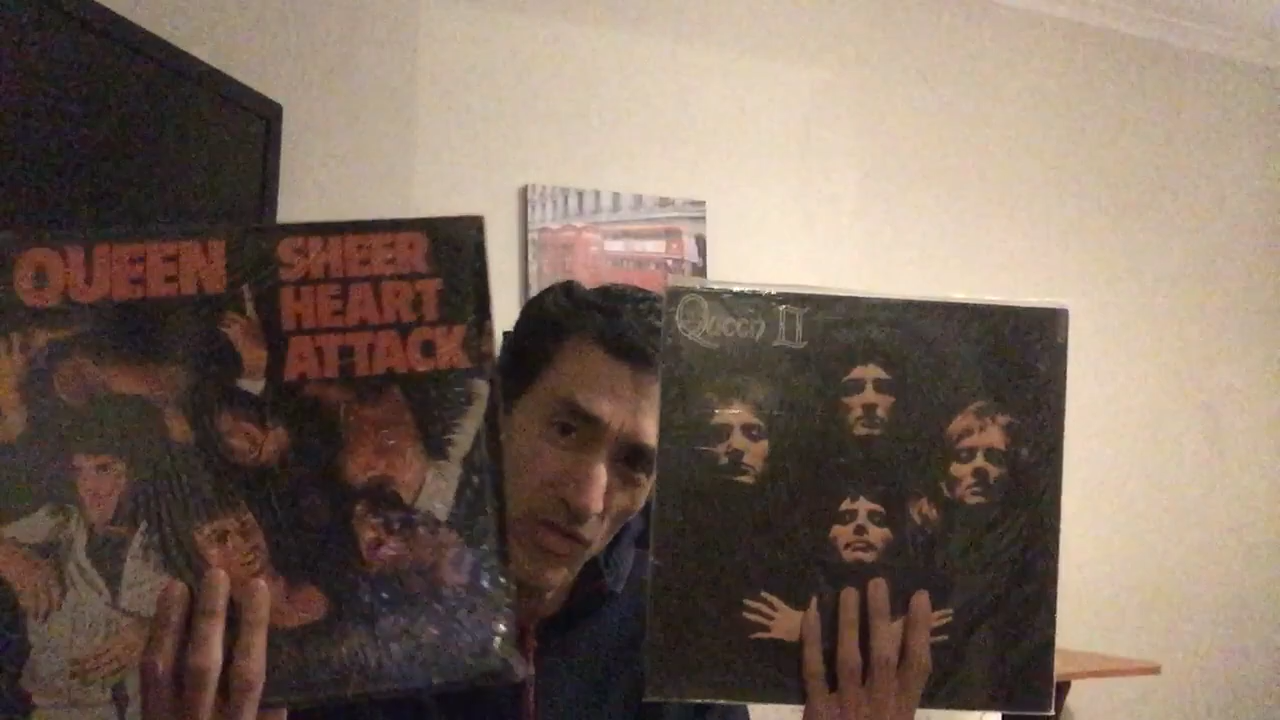 QUEEN
SHEER
HEART
ATTACK
Queen II